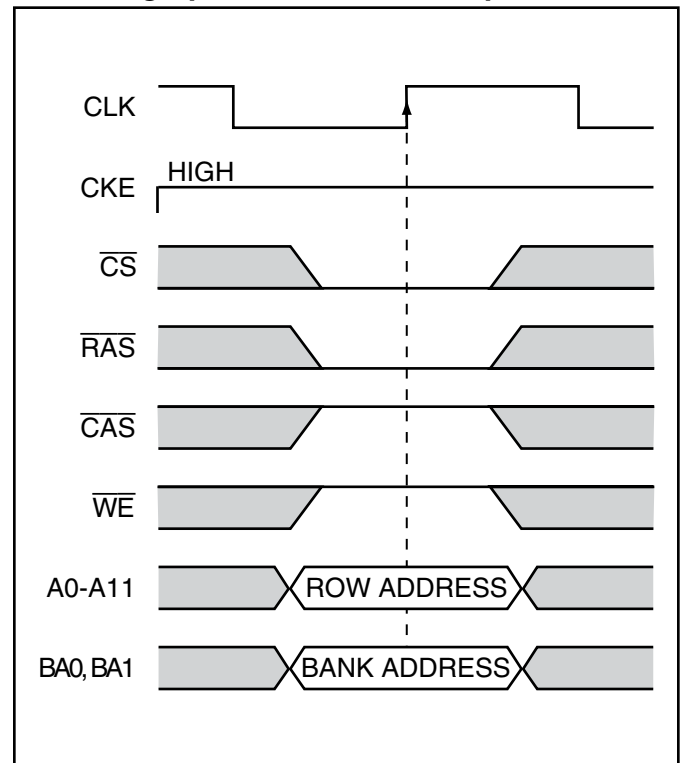 CLK
CKE HIGH
CS
RAS
CAS
WE
A0-A11 ROW ADDRESS
BA0, BA1 BANK ADDRESS